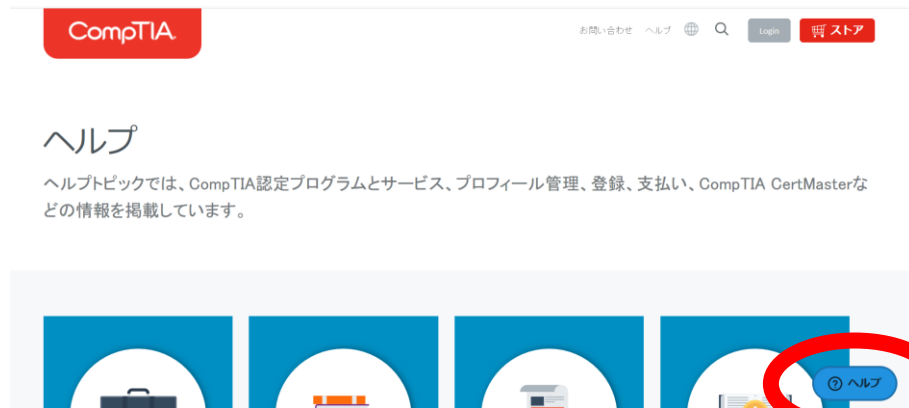 CompTIA.
お問い合わせ ヘルプ Login ストア
ヘルプ
ヘルプトピックでは、CompTIA認定プログラムとサービス、プロフィール管理、登録、支払い、CompTIA CertMasterな
どの情報を掲載しています。
ヘルプ